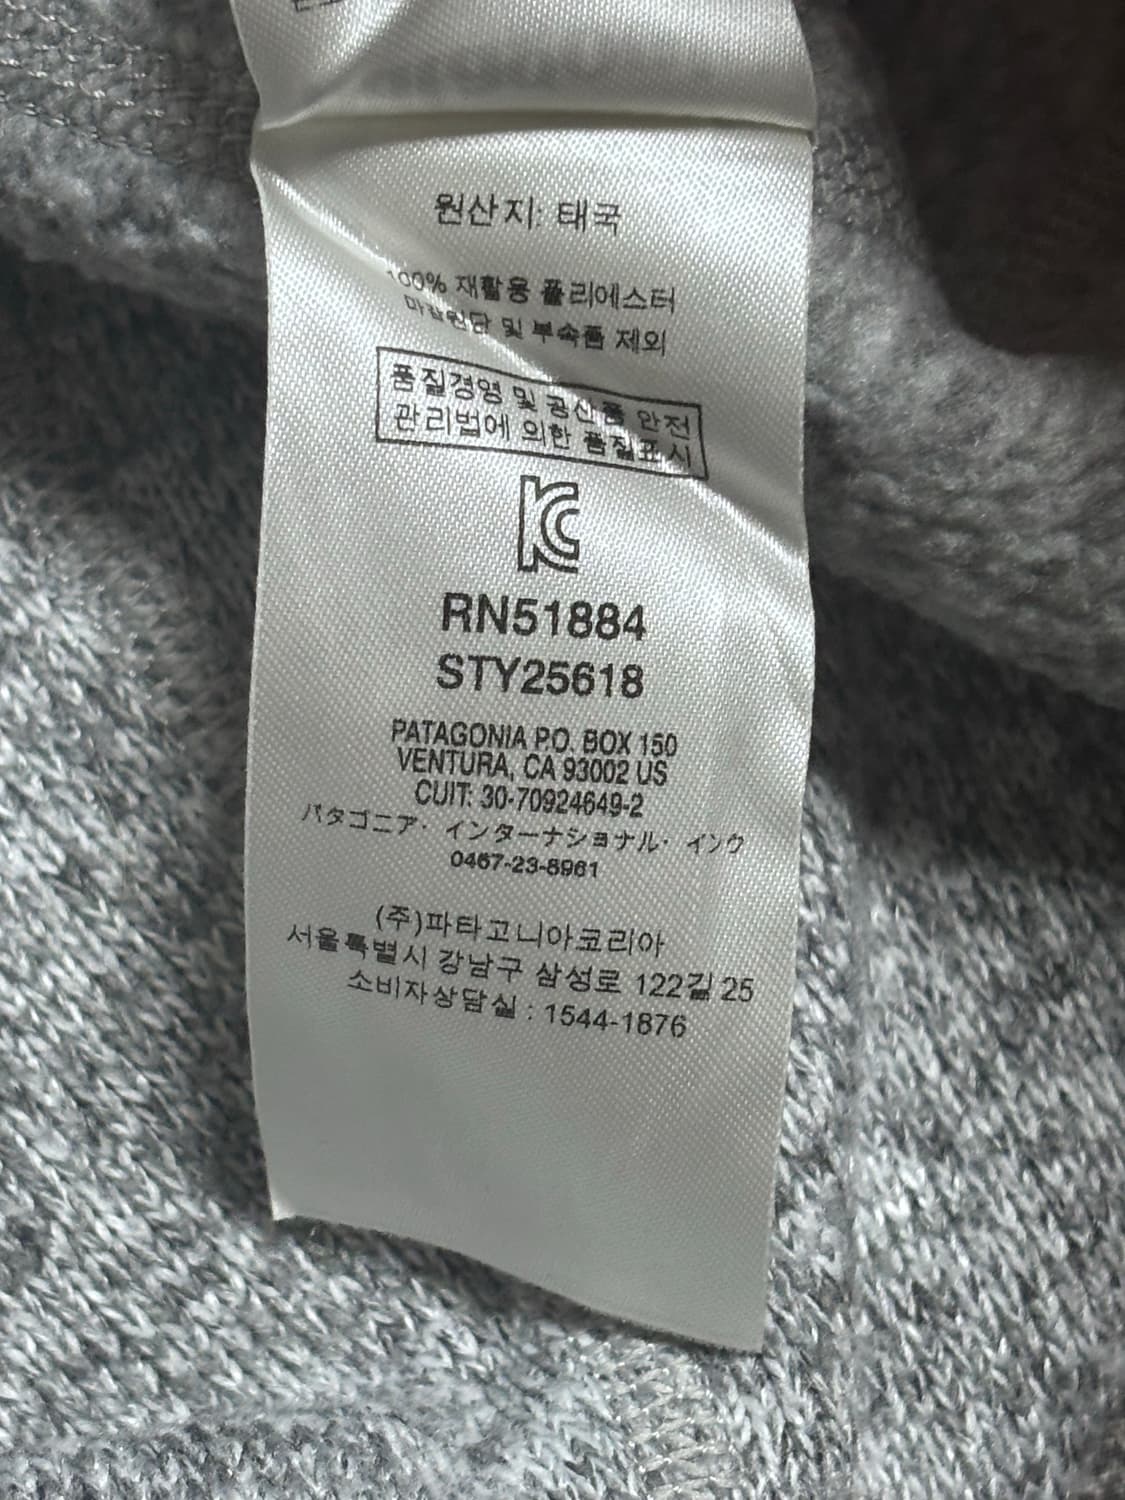 원산지: 태국
100% 재활용 폴리에스터
마감원단 및 부속품 제외
품질경영 및 공산품 안전
관리법에 의한 품질표시
RN51884
STY25618
PATAGONIA P.O. BOX 150
VENTURA, CA 93002 US
CUIT: 30-70924649-2
パタゴニア・インターナショナル・インク
0467-23-8961
(주)파타고니아코리아
서울특별시 강남구 삼성로 122길 25
소비자상담실 : 1544-1876